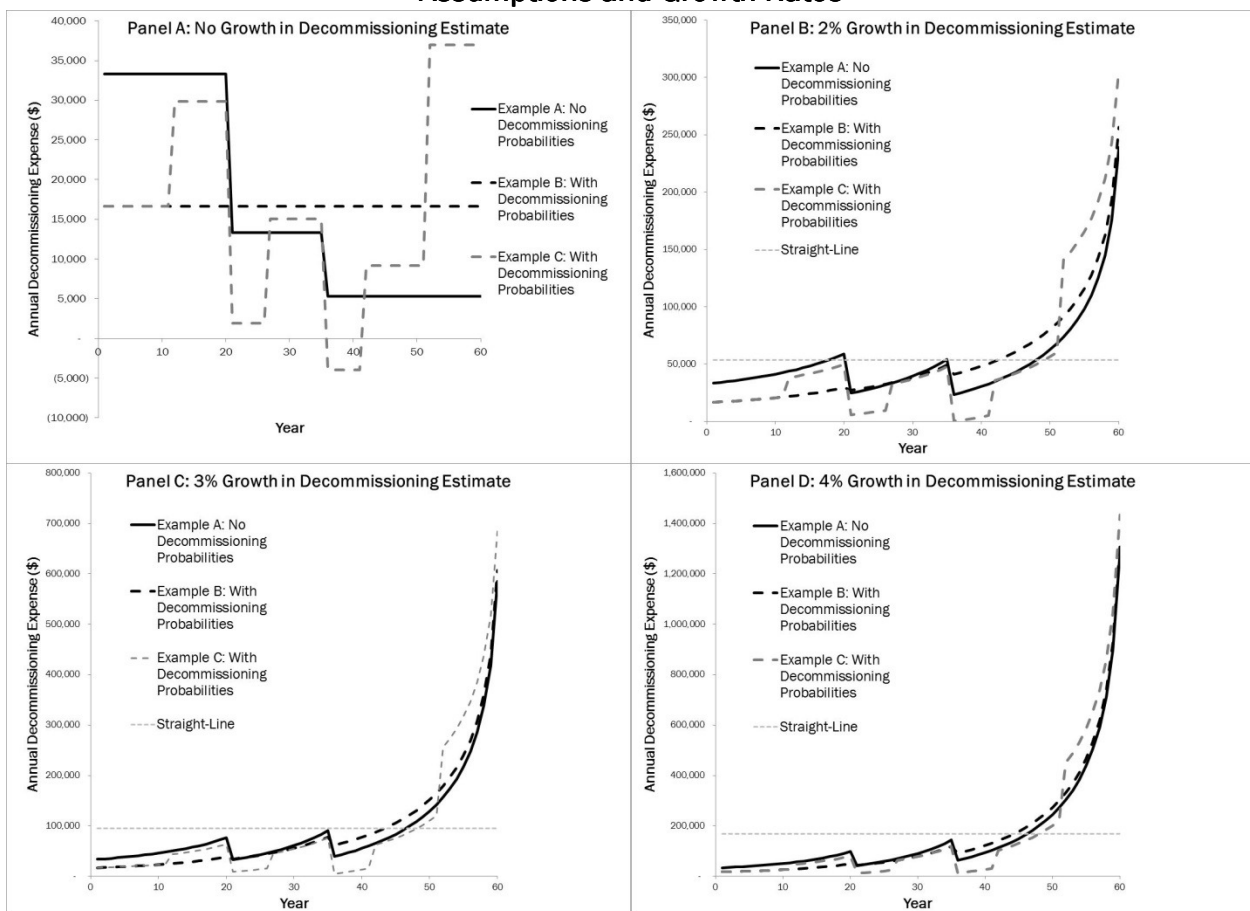 Assumptions and Growth Rates
Panel A: No Growth in Decommissioning Estimate
Annual Decommissioning Expense ($)
40,000
35,000
30,000
25,000
20,000
15,000
10,000
5,000
-
(5,000)
(10,000)
0
10
20
30
40
50
60
Year
Example A: No
Decommissioning
Probabilities
Example B: With
Decommissioning
Probabilities
Example C: With
Decommissioning
Probabilities
Panel B: 2% Growth in Decommissioning Estimate
Annual Decommissioning Expense ($)
350,000
300,000
250,000
200,000
150,000
100,000
50,000
-
0
10
20
30
40
50
60
Year
Example A: No
Decommissioning
Probabilities
Example B: With
Decommissioning
Probabilities
Example C: With
Decommissioning
Probabilities
Straight-Line
Panel C: 3% Growth in Decommissioning Estimate
Annual Decommissioning Expense ($)
800,000
700,000
600,000
500,000
400,000
300,000
200,000
100,000
-
0
10
20
30
40
50
60
Year
Example A: No
Decommissioning
Probabilities
Example B: With
Decommissioning
Probabilities
Example C: With
Decommissioning
Probabilities
Straight-Line
Panel D: 4% Growth in Decommissioning Estimate
Annual Decommissioning Expense ($)
1,600,000
1,400,000
1,200,000
1,000,000
800,000
600,000
400,000
200,000
-
0
10
20
30
40
50
60
Year
Example A: No
Decommissioning
Probabilities
Example B: With
Decommissioning
Probabilities
Example C: With
Decommissioning
Probabilities
Straight-Line